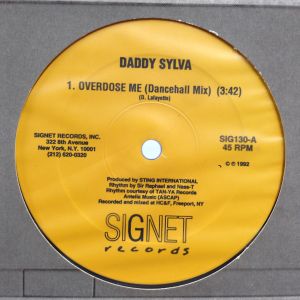 DADDY SYLVA
1. OVERDOSE ME (Dancehall Mix) (3:42)
(D. Lafayette)
SIGNET RECORDS, INC.
322 8th Avenue
New York, N.Y. 10001
(212) 620-0320
SIG130-A
45 RPM
℗ © 1992
Produced by STING INTERNATIONAL
Rhythm by Sir Raphael and Ness-T
Rhythm courtesy of TAN-YA Records
Amelie Music (ASCAP)
Recorded and mixed at HC&F, Freeport, NY
SIGNET
records